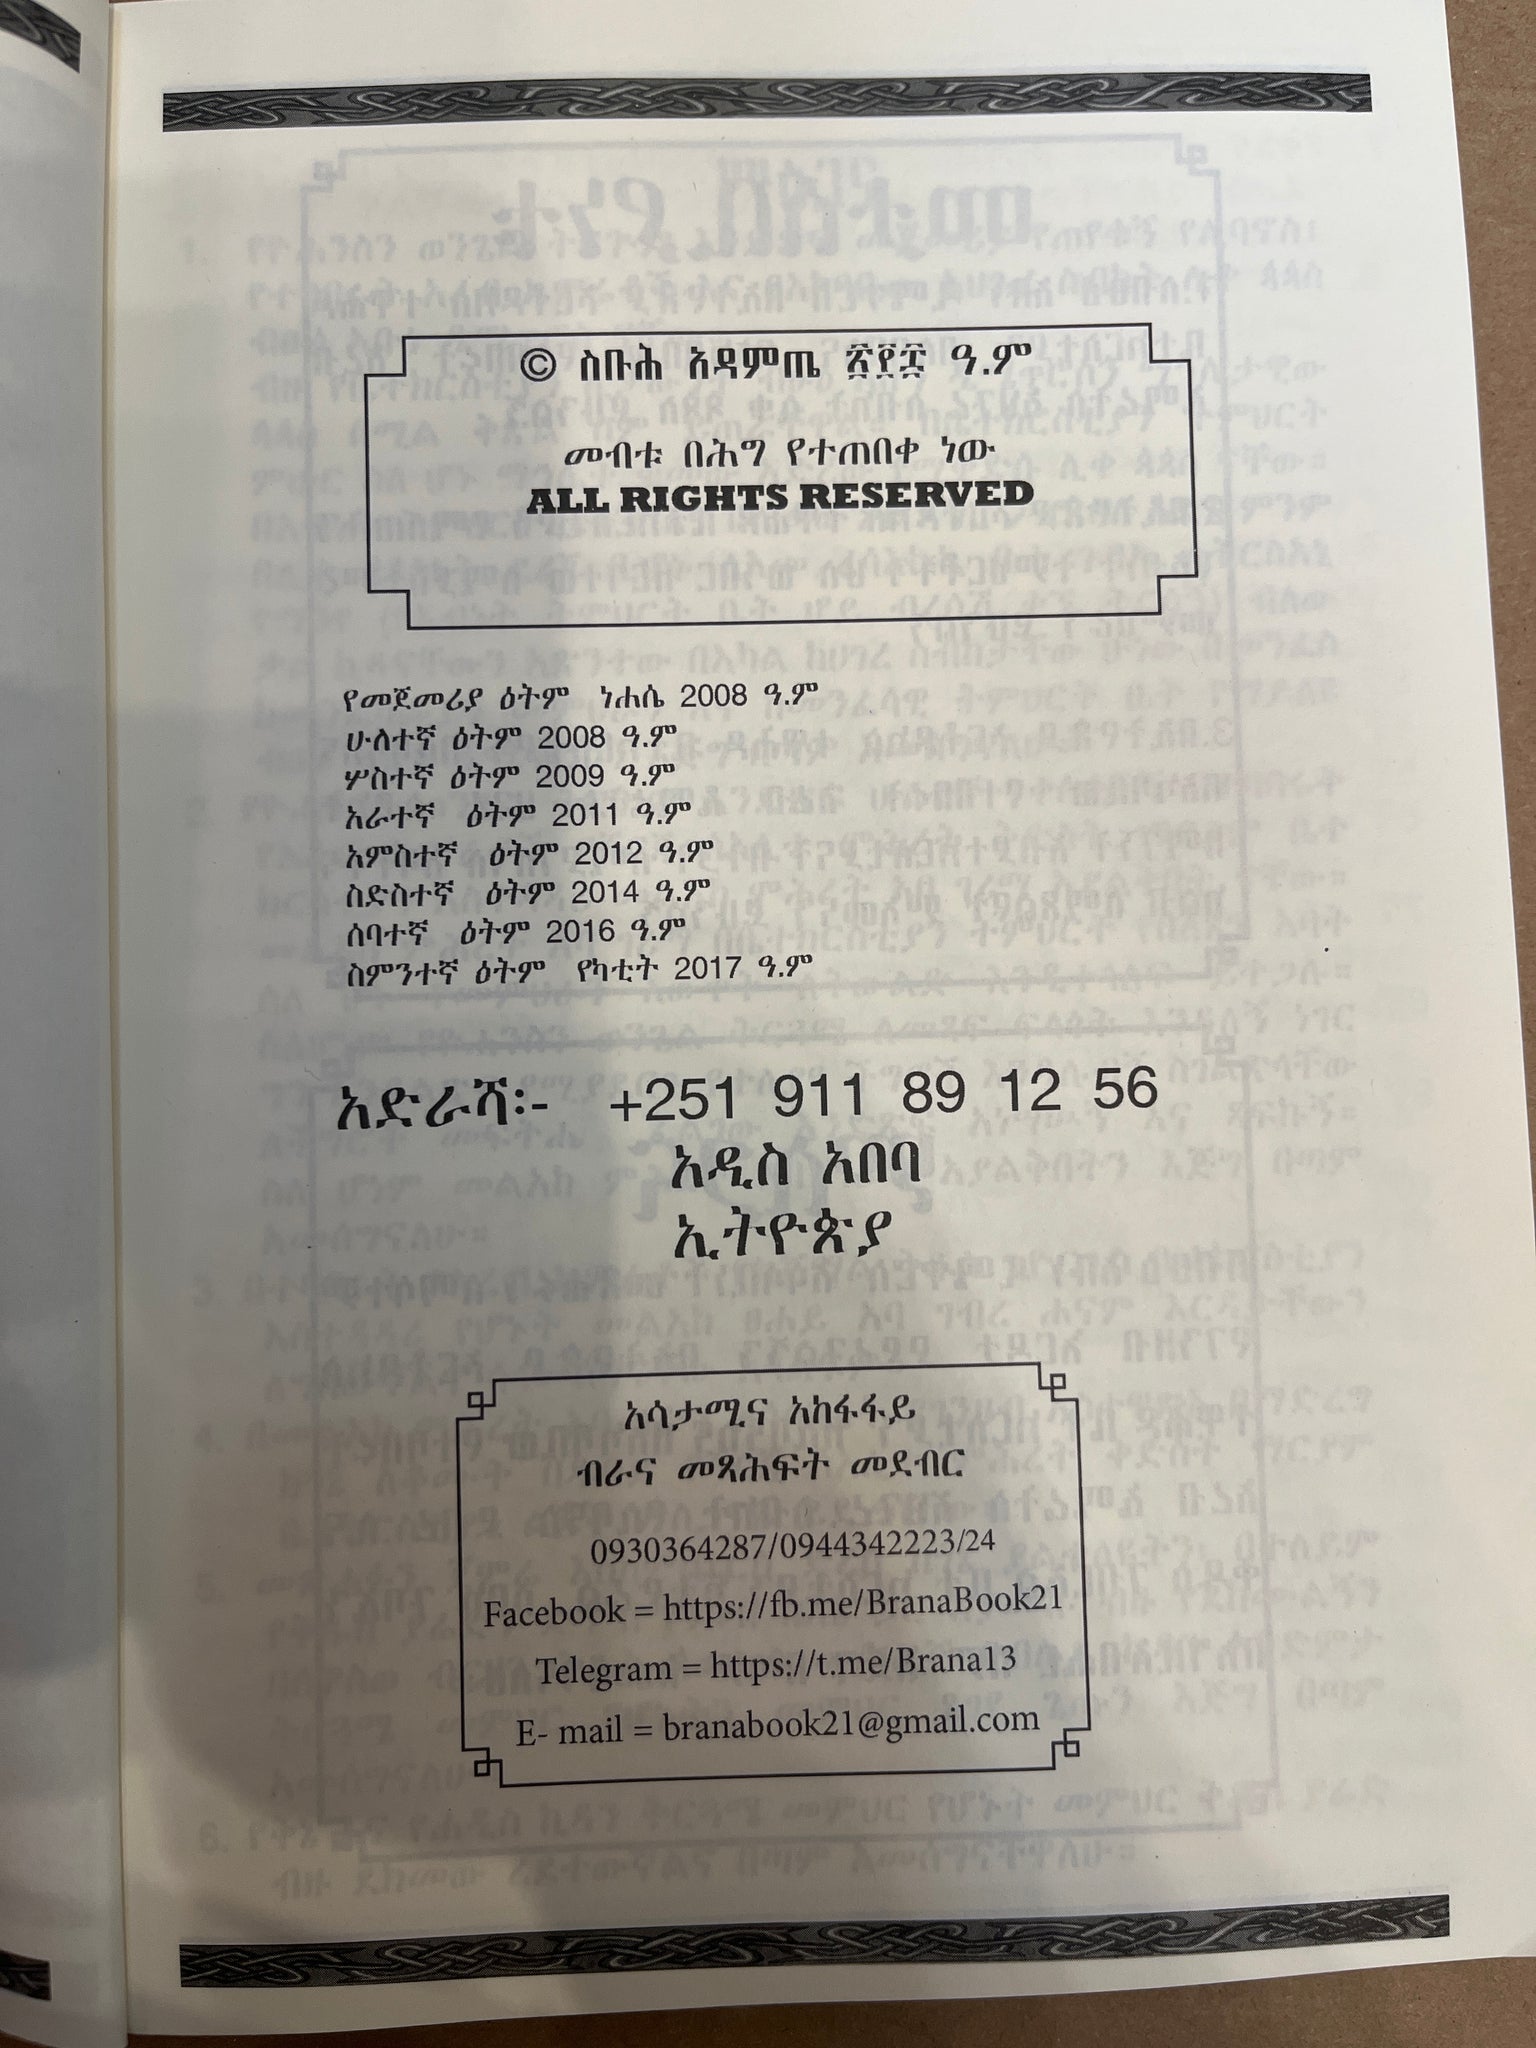 © ስቡሕ አዳምጤ ፳፻፲፰ ዓ.ም
መብቱ በሕግ የተጠበቀ ነው
ALL RIGHTS RESERVED
የመጀመሪያ ዕትም ነሐሴ 2008 ዓ.ም
ሁለተኛ ዕትም 2008 ዓ.ም
ሦስተኛ ዕትም 2009 ዓ.ም
አራተኛ ዕትም 2011 ዓ.ም
አምስተኛ ዕትም 2012 ዓ.ም
ስድስተኛ ዕትም 2014 ዓ.ም
ሰባተኛ ዕትም 2016 ዓ.ም
ስምንተኛ ዕትም የካቲት 2017 ዓ.ም
አድራሻ፡- +251 911 89 12 56
አዲስ አበባ
ኢትዮጵያ
አሳታሚና አከፋፋይ
ብራና መጻሕፍት መደብር
0930364287/0944342223/24
Facebook = https://fb.me/BranaBook21
Telegram = https://t.me/Brana13
E- mail = branabook21@gmail.com